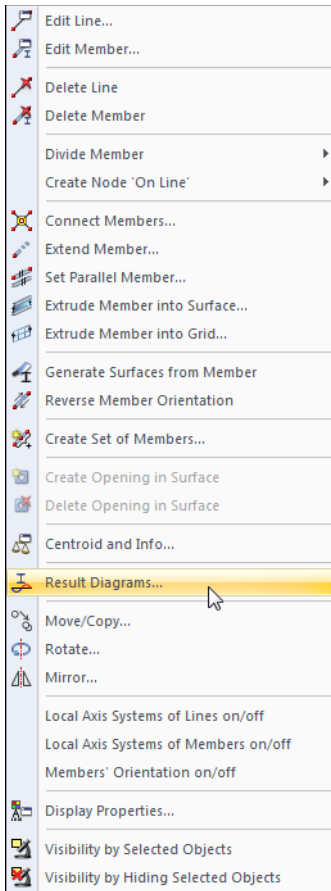 Edit Line...
Edit Member...
Delete Line
Delete Member
Divide Member
Create Node 'On Line'
Connect Members...
Extend Member...
Set Parallel Member...
Extrude Member into Surface...
Extrude Member into Grid...
Generate Surfaces from Member
Reverse Member Orientation
Create Set of Members...
Create Opening in Surface
Delete Opening in Surface
Centroid and Info...
Result Diagrams...
Move/Copy...
Rotate...
Mirror...
Local Axis Systems of Lines on/off
Local Axis Systems of Members on/off
Members' Orientation on/off
Display Properties...
Visibility by Selected Objects
Visibility by Hiding Selected Objects